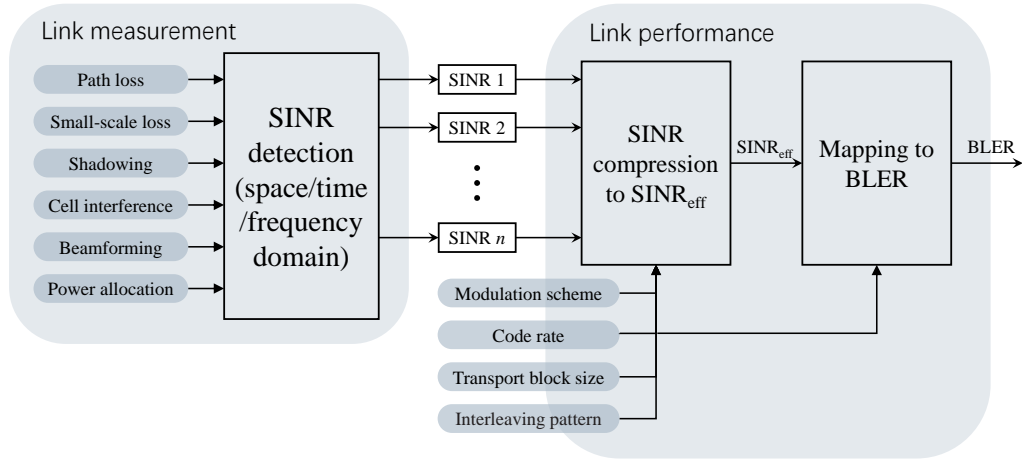 Link measurement
Path loss
Small-scale loss
Shadowing
Cell interference
Beamforming
Power allocation
SINR
detection
(space/time
/frequency
domain)
SINR 1
SINR 2
SINR n
Link performance
SINR
compression
to SINReff
SINReff
Mapping to
BLER
BLER
Modulation scheme
Code rate
Transport block size
Interleaving pattern